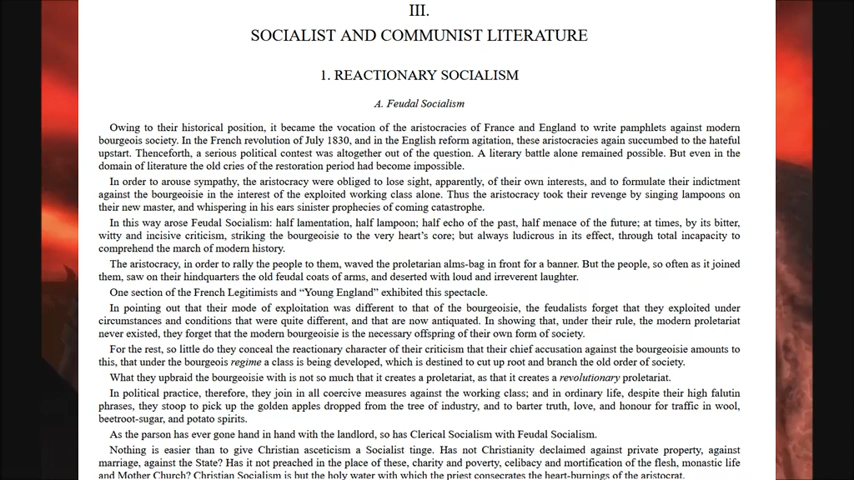 III.
SOCIALIST AND COMMUNIST LITERATURE
1. REACTIONARY SOCIALISM
A. Feudal Socialism
Owing to their historical position, it became the vocation of the aristocracies of France and England to write pamphlets against modern
bourgeois society. In the French revolution of July 1830, and in the English reform agitation, these aristocracies again succumbed to the hateful
upstart. Thenceforth, a serious political contest was altogether out of the question. A literary battle alone remained possible. But even in the
domain of literature the old cries of the restoration period had become impossible.
In order to arouse sympathy, the aristocracy were obliged to lose sight, apparently, of their own interests, and to formulate their indictment
against the bourgeoisie in the interest of the exploited working class alone. Thus the aristocracy took their revenge by singing lampoons on
their new master, and whispering in his ears sinister prophecies of coming catastrophe.
In this way arose Feudal Socialism: half lamentation, half lampoon; half echo of the past, half menace of the future; at times, by its bitter,
witty and incisive criticism, striking the bourgeoisie to the very heart's core; but always ludicrous in its effect, through total incapacity to
comprehend the march of modern history.
The aristocracy, in order to rally the people to them, waved the proletarian alms-bag in front for a banner. But the people, so often as it joined
them, saw on their hindquarters the old feudal coats of arms, and deserted with loud and irreverent laughter.
One section of the French Legitimists and “Young England” exhibited this spectacle.
In pointing out that their mode of exploitation was different to that of the bourgeoisie, the feudalists forget that they exploited under
circumstances and conditions that were quite different, and that are now antiquated. In showing that, under their rule, the modern proletariat
never existed, they forget that the modern bourgeoisie is the necessary offspring of their own form of society.
For the rest, so little do they conceal the reactionary character of their criticism that their chief accusation against the bourgeoisie amounts to
this, that under the bourgeois regime a class is being developed, which is destined to cut up root and branch the old order of society.
What they upbraid the bourgeoisie with is not so much that it creates a proletariat, as that it creates a revolutionary proletariat.
In political practice, therefore, they join in all coercive measures against the working class; and in ordinary life, despite their high falutin
phrases, they stoop to pick up the golden apples dropped from the tree of industry, and to barter truth, love, and honour for traffic in wool,
beetroot-sugar, and potato spirits.
As the parson has ever gone hand in hand with the landlord, so has Clerical Socialism with Feudal Socialism.
Nothing is easier than to give Christian asceticism a Socialist tinge. Has not Christianity declaimed against private property, against
marriage, against the State? Has it not preached in the place of these, charity and poverty, celibacy and mortification of the flesh, monastic life
and Mother Church? Christian Socialism is but the holy water with which the priest consecrates the heart-burnings of the aristocrat.